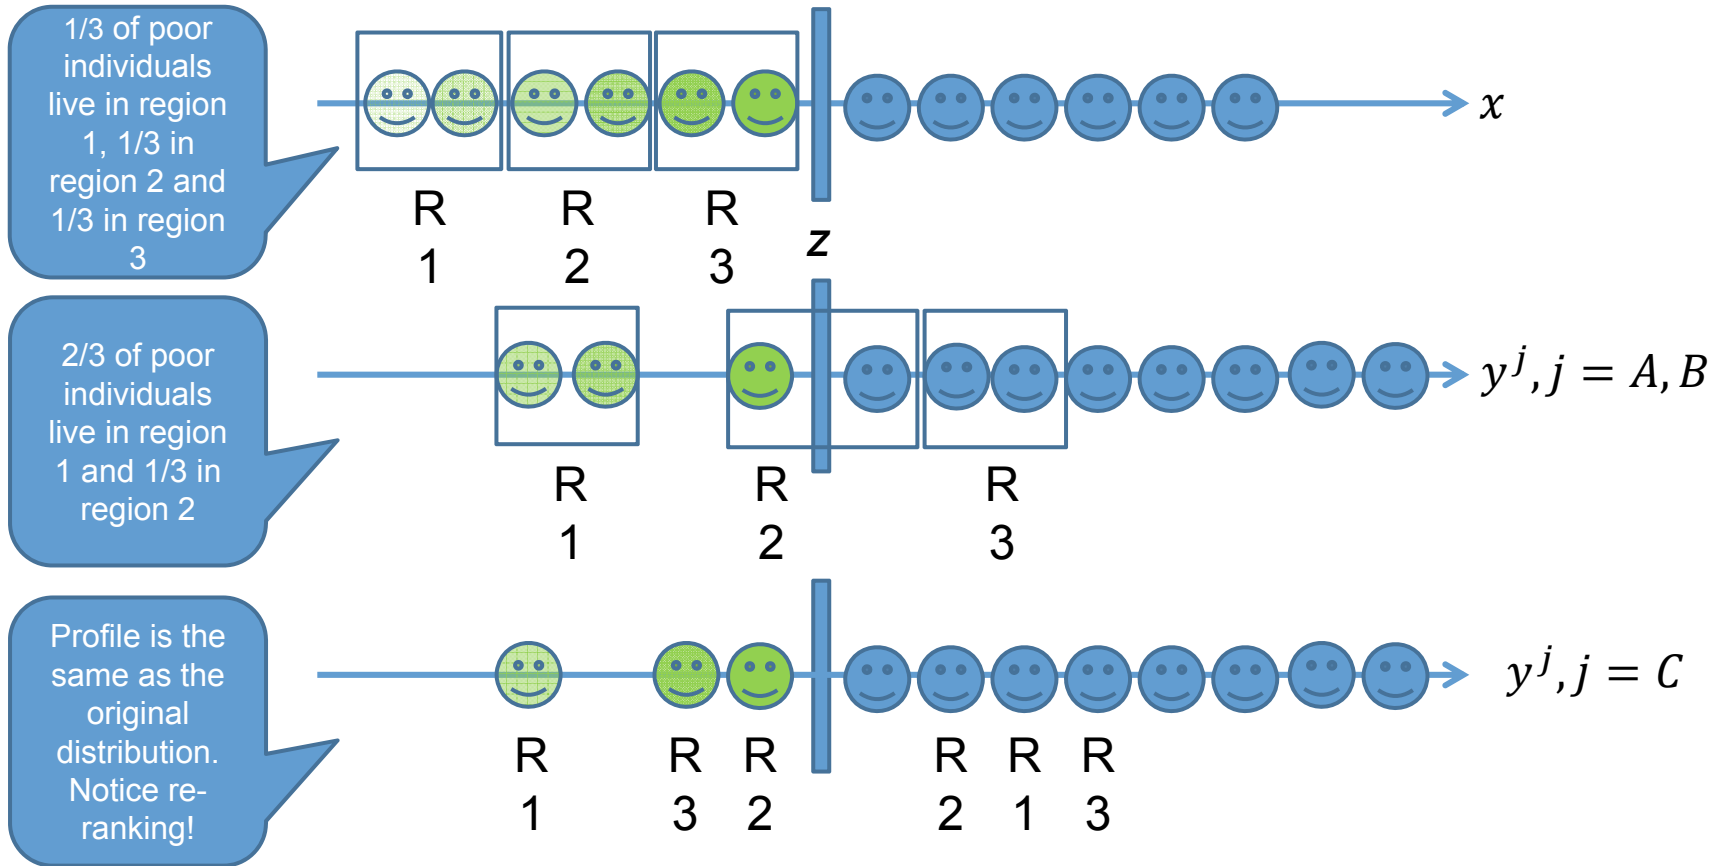 1/3 of poor
individuals
live in region
1, 1/3 in
region 2 and
1/3 in region
3
x
R R R
1 2 3
z
2/3 of poor
individuals
live in region
1 and 1/3 in
region 2
y^j, j = A, B
R R R
1 2 3
Profile is the
same as the
original
distribution.
Notice re-
ranking!
y^j, j = C
R R R R R R
1 3 2 2 1 3